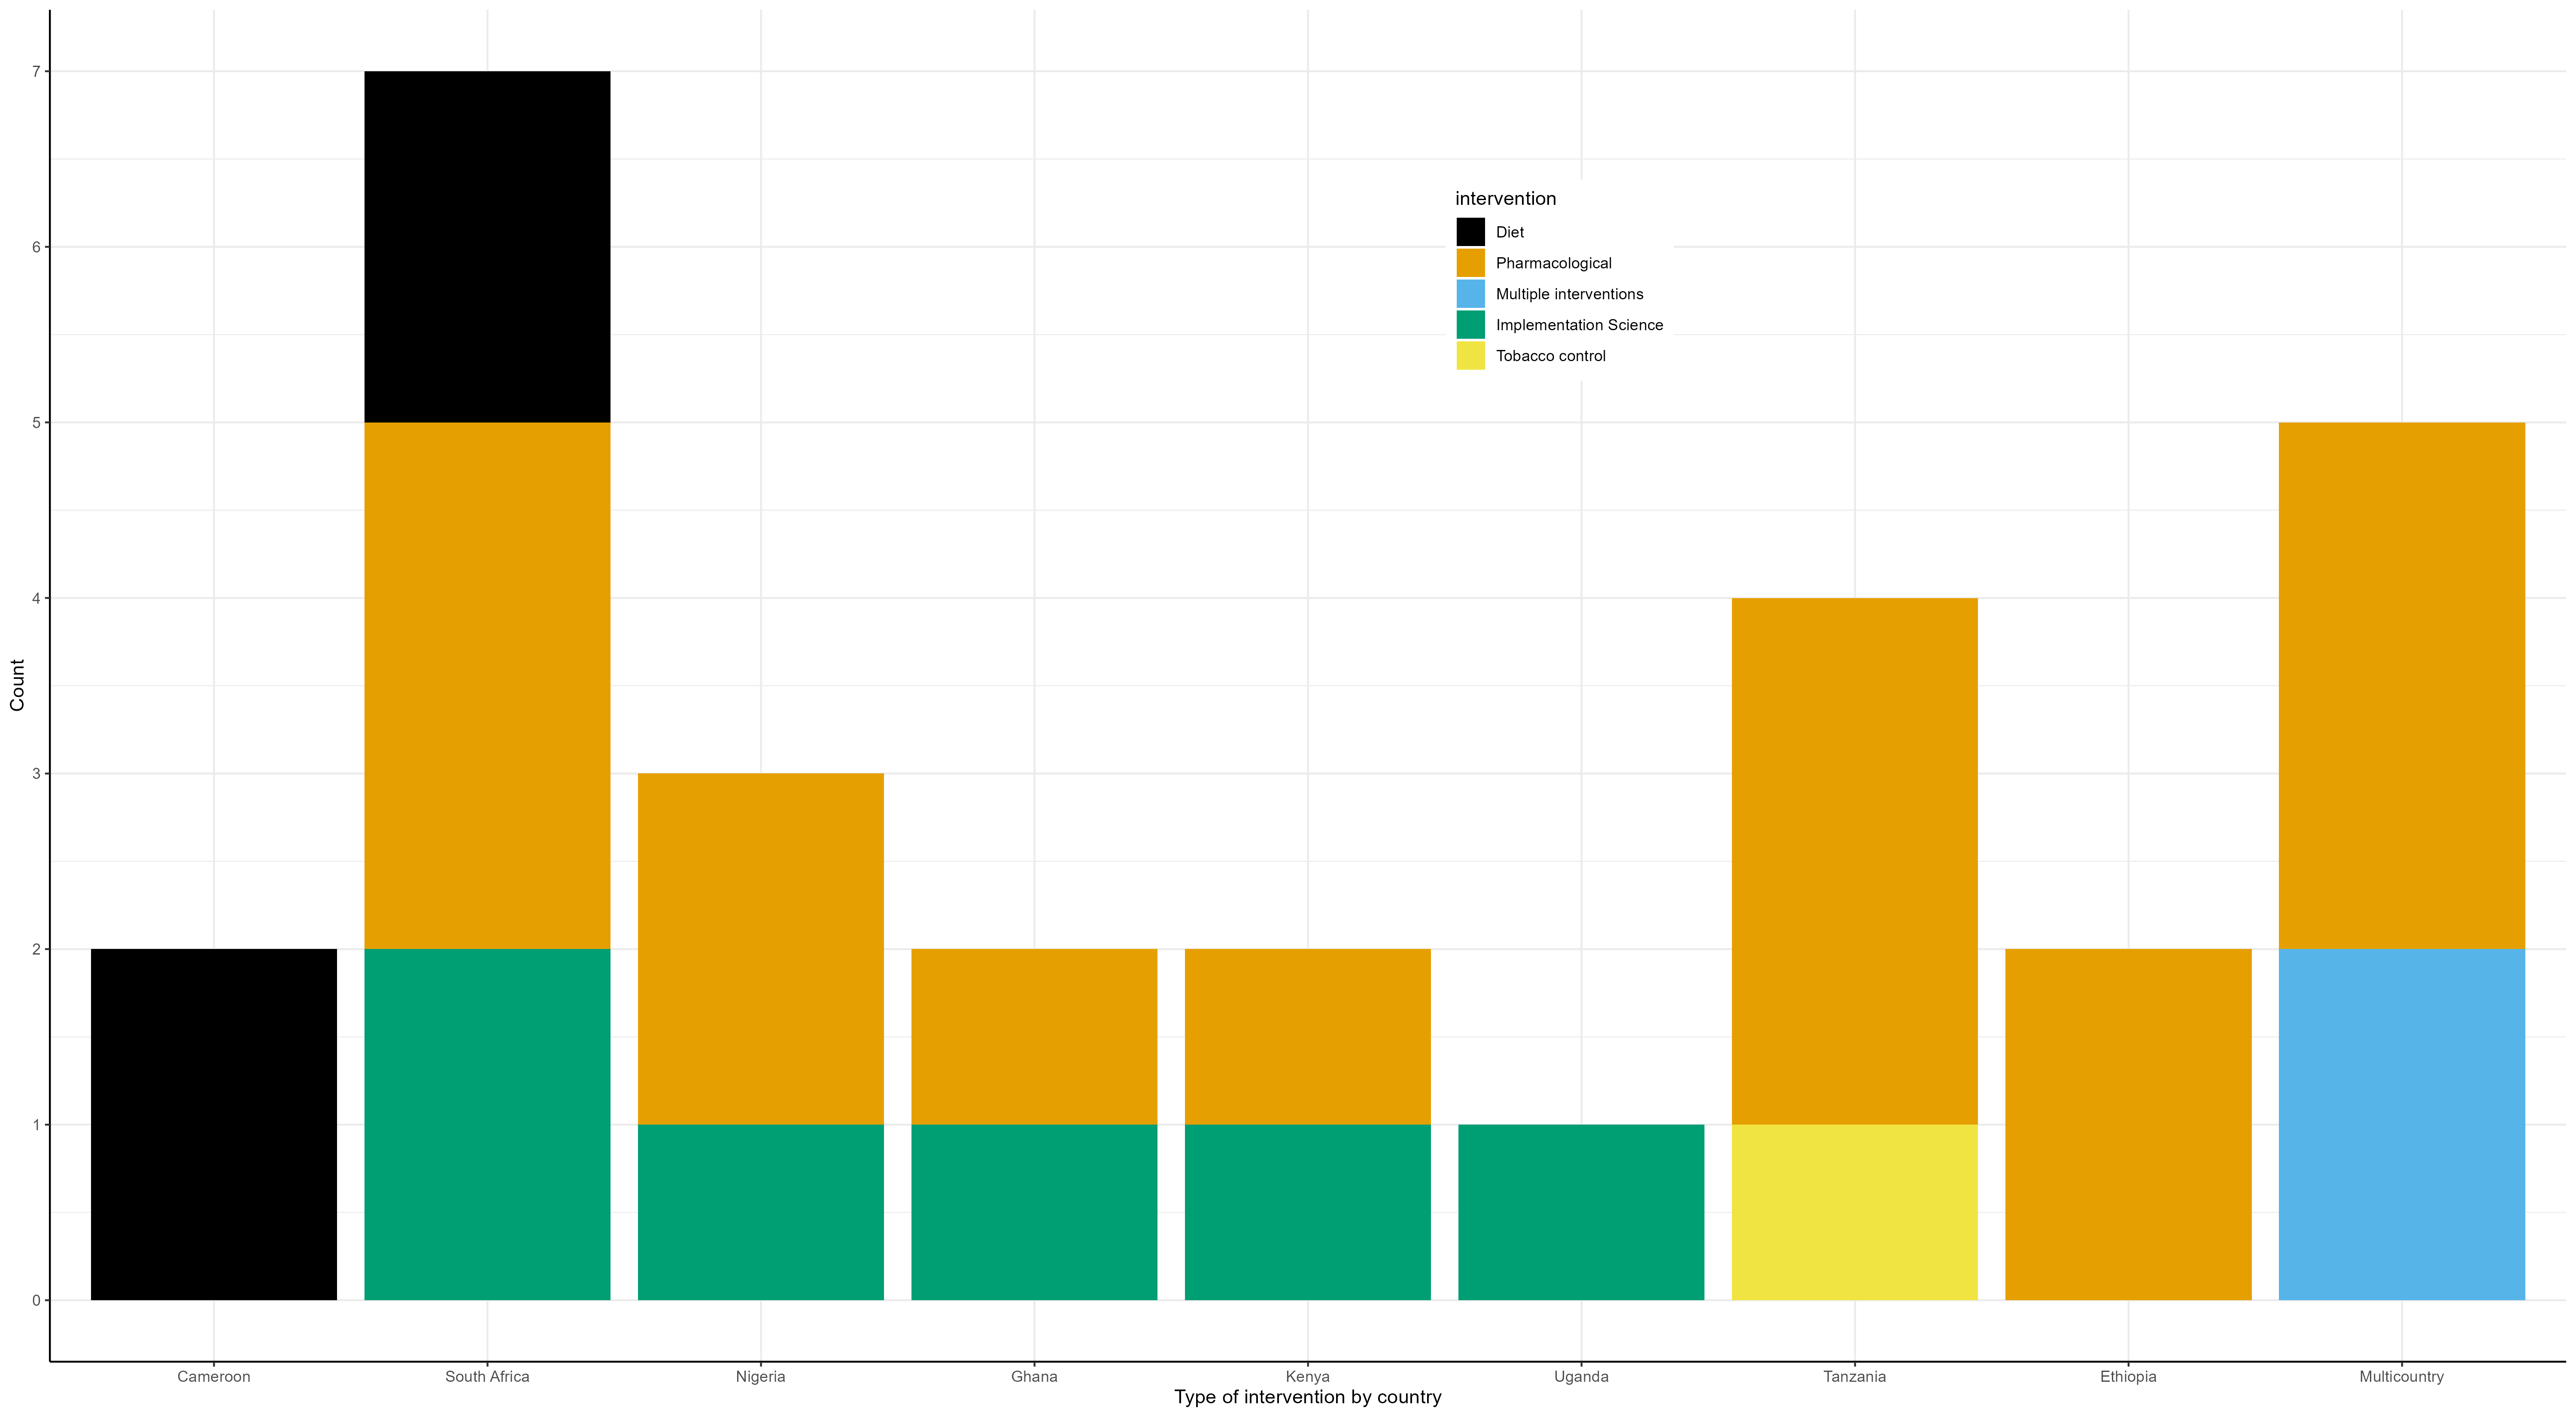 7
6
5
4
3
2
1
0
Count
intervention
Diet
Pharmacological
Multiple interventions
Implementation Science
Tobacco control
Cameroon South Africa Nigeria Ghana Kenya Uganda Tanzania Ethiopia Multicountry
Type of intervention by country